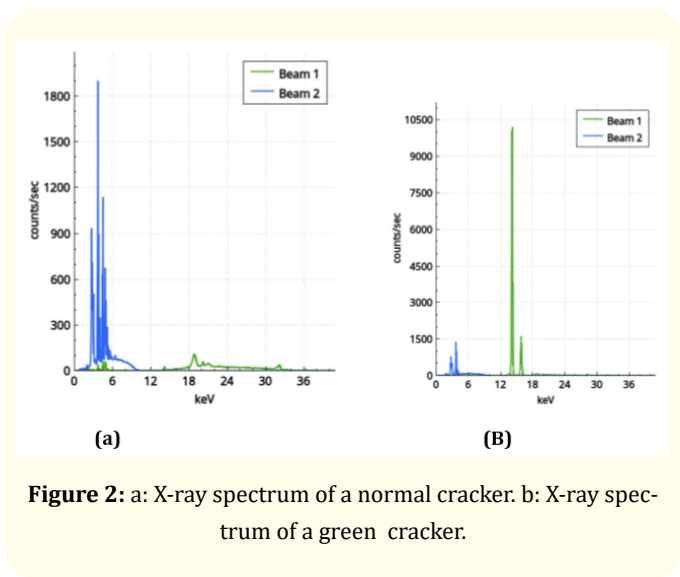 Beam 1
Beam 2
1800
1500
1200
900
600
300
0
counts/sec
0 6 12 18 24 30 36
keV
(a)
Beam 1
Beam 2
10500
9000
7500
6000
4500
3000
1500
0
counts/sec
0 6 12 18 24 30 36
keV
(B)
Figure 2: a: X-ray spectrum of a normal cracker. b: X-ray spec-
trum of a green cracker.